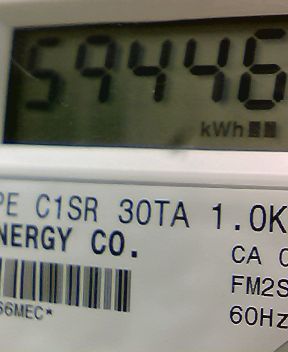 59446
kWh
PE C1SR 30TA 1.0K
NERGY CO.
CA
FM2S
66MEC*
60Hz